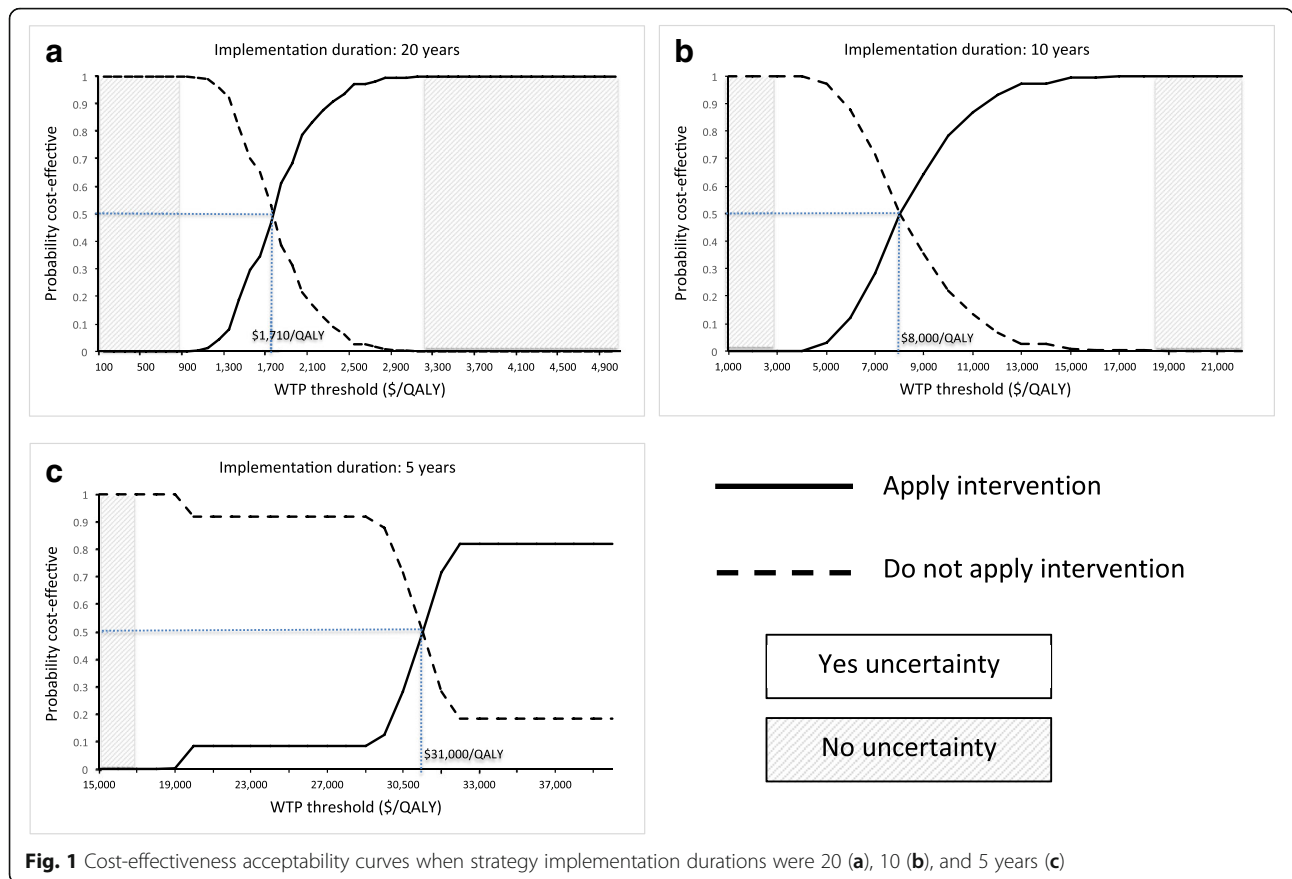 a
Implementation duration: 20 years
Probability cost-effective
1
0.9
0.8
0.7
0.6
0.5
0.4
0.3
0.2
0.1
0
$1,710/QALY
100 500 900 1,300 1,700 2,100 2,500 2,900 3,300 3,700 4,100 4,500 4,900
WTP threshold ($/QALY)
b
Implementation duration: 10 years
Probability cost-effective
1
0.9
0.8
0.7
0.6
0.5
0.4
0.3
0.2
0.1
0
$8,000/QALY
1,000 3,000 5,000 7,000 9,000 11,000 13,000 15,000 17,000 19,000 21,000
WTP threshold ($/QALY)
c
Implementation duration: 5 years
Probability cost-effective
1
0.9
0.8
0.7
0.6
0.5
0.4
0.3
0.2
0.1
0
$31,000/QALY
15,000 19,000 23,000 27,000 30,500 33,000 37,000
WTP threshold ($/QALY)
Apply intervention
Do not apply intervention
Yes uncertainty
No uncertainty
Fig. 1 Cost-effectiveness acceptability curves when strategy implementation durations were 20 (a), 10 (b), and 5 years (c)